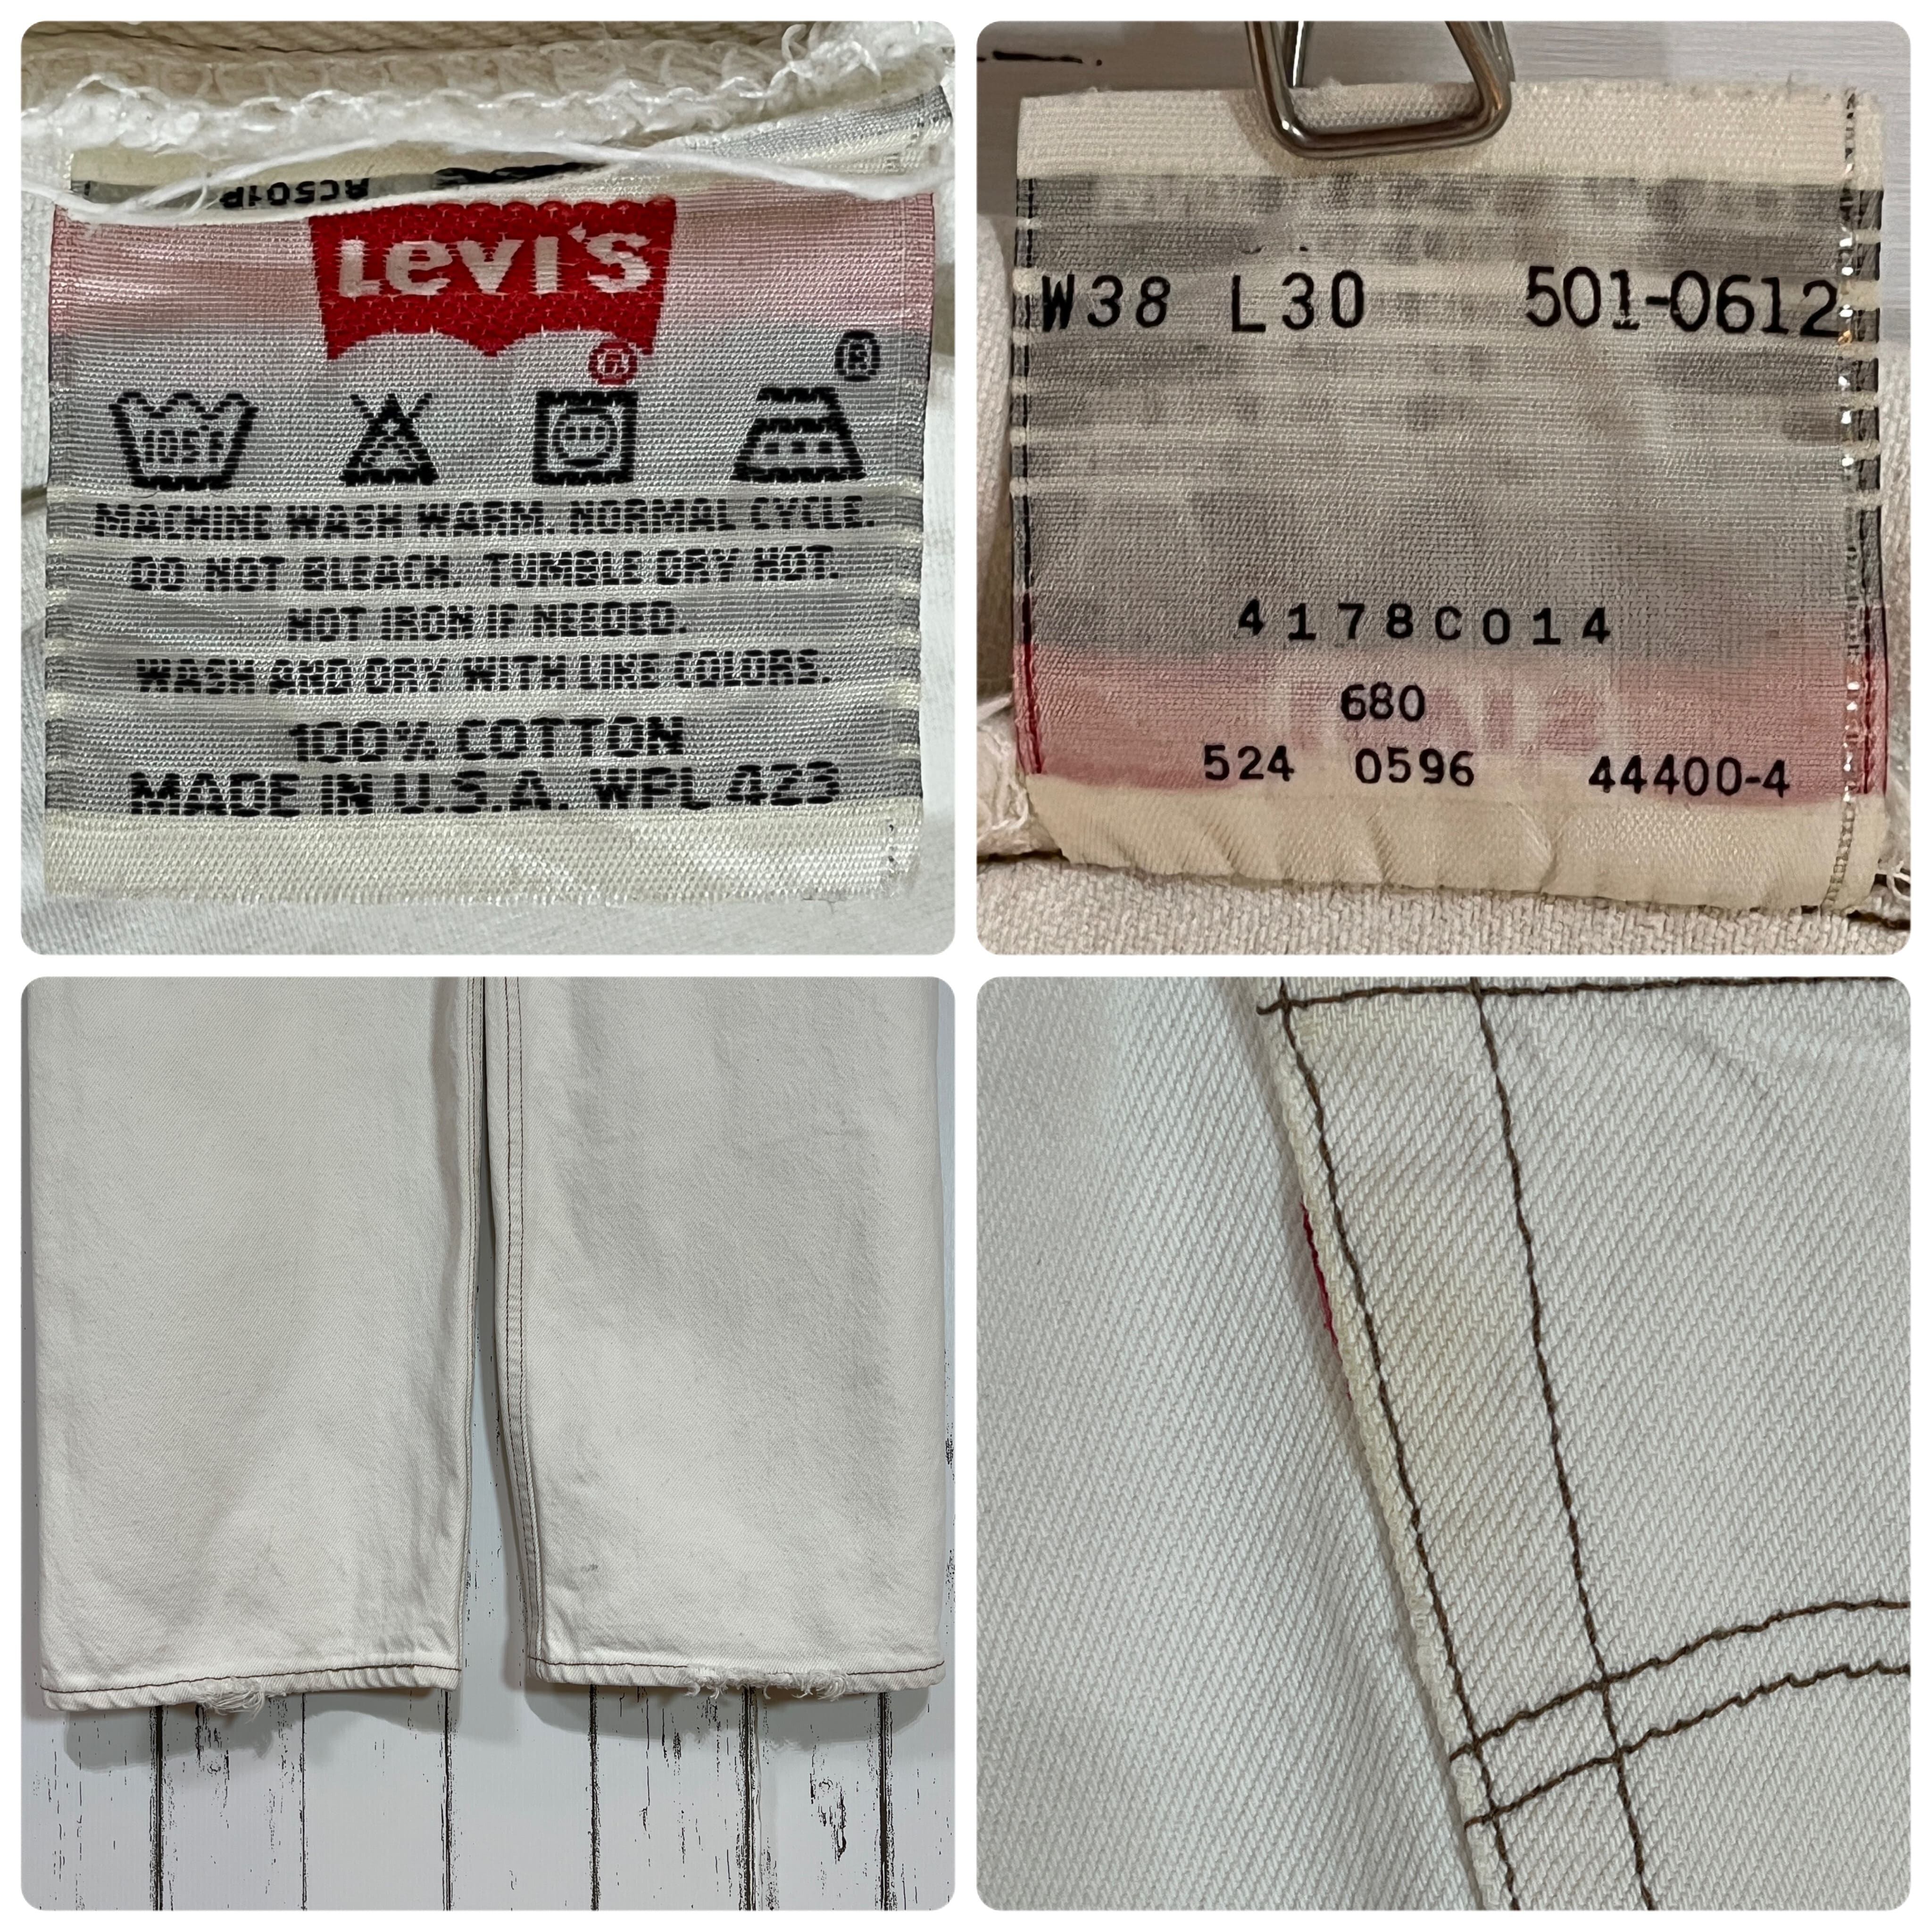 AC501P
LEVI'S
®
®
105F
MACHINE WASH WARM. NORMAL CYCLE.
DO NOT BLEACH. TUMBLE DRY HOT.
HOT IRON IF NEEDED.
WASH AND DRY WITH LIKE COLORS.
100% COTTON
MADE IN U.S.A. WPL 423
W38 L30 501-0612
4178C014
680
524 0596 44400-4